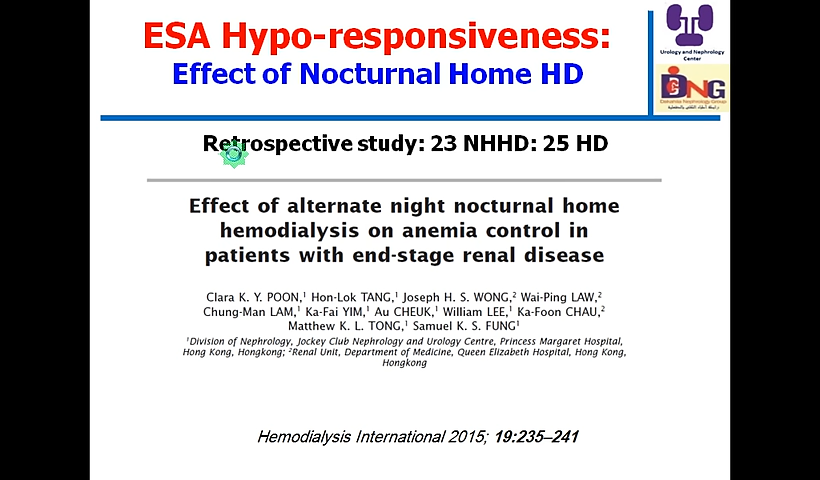 ESA Hypo-responsiveness:
Effect of Nocturnal Home HD
Urology and Nephrology
Center
DNG
Dakahlia Nephrology Group
Retrospective study: 23 NHHD: 25 HD
Effect of alternate night nocturnal home
hemodialysis on anemia control in
patients with end-stage renal disease
Clara K. Y. POON,¹ Hon-Lok TANG,¹ Joseph H. S. WONG,² Wai-Ping LAW,²
Chung-Man LAM,¹ Ka-Fai YIM,¹ Au CHEUK,¹ William LEE,¹ Ka-Foon CHAU,²
Matthew K. L. TONG,¹ Samuel K. S. FUNG¹
¹Division of Nephrology, Jockey Club Nephrology and Urology Centre, Princess Margaret Hospital,
Hong Kong, Hongkong; ²Renal Unit, Department of Medicine, Queen Elizabeth Hospital, Hong Kong,
Hongkong
Hemodialysis International 2015; 19:235–241